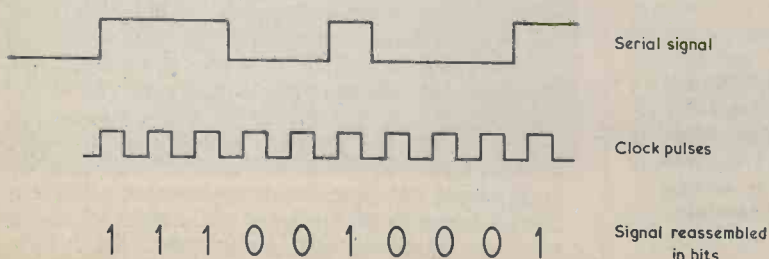 Serial signal
Clock pulses
1 1 1 0 0 1 0 0 0 1
Signal reassembled
in bits